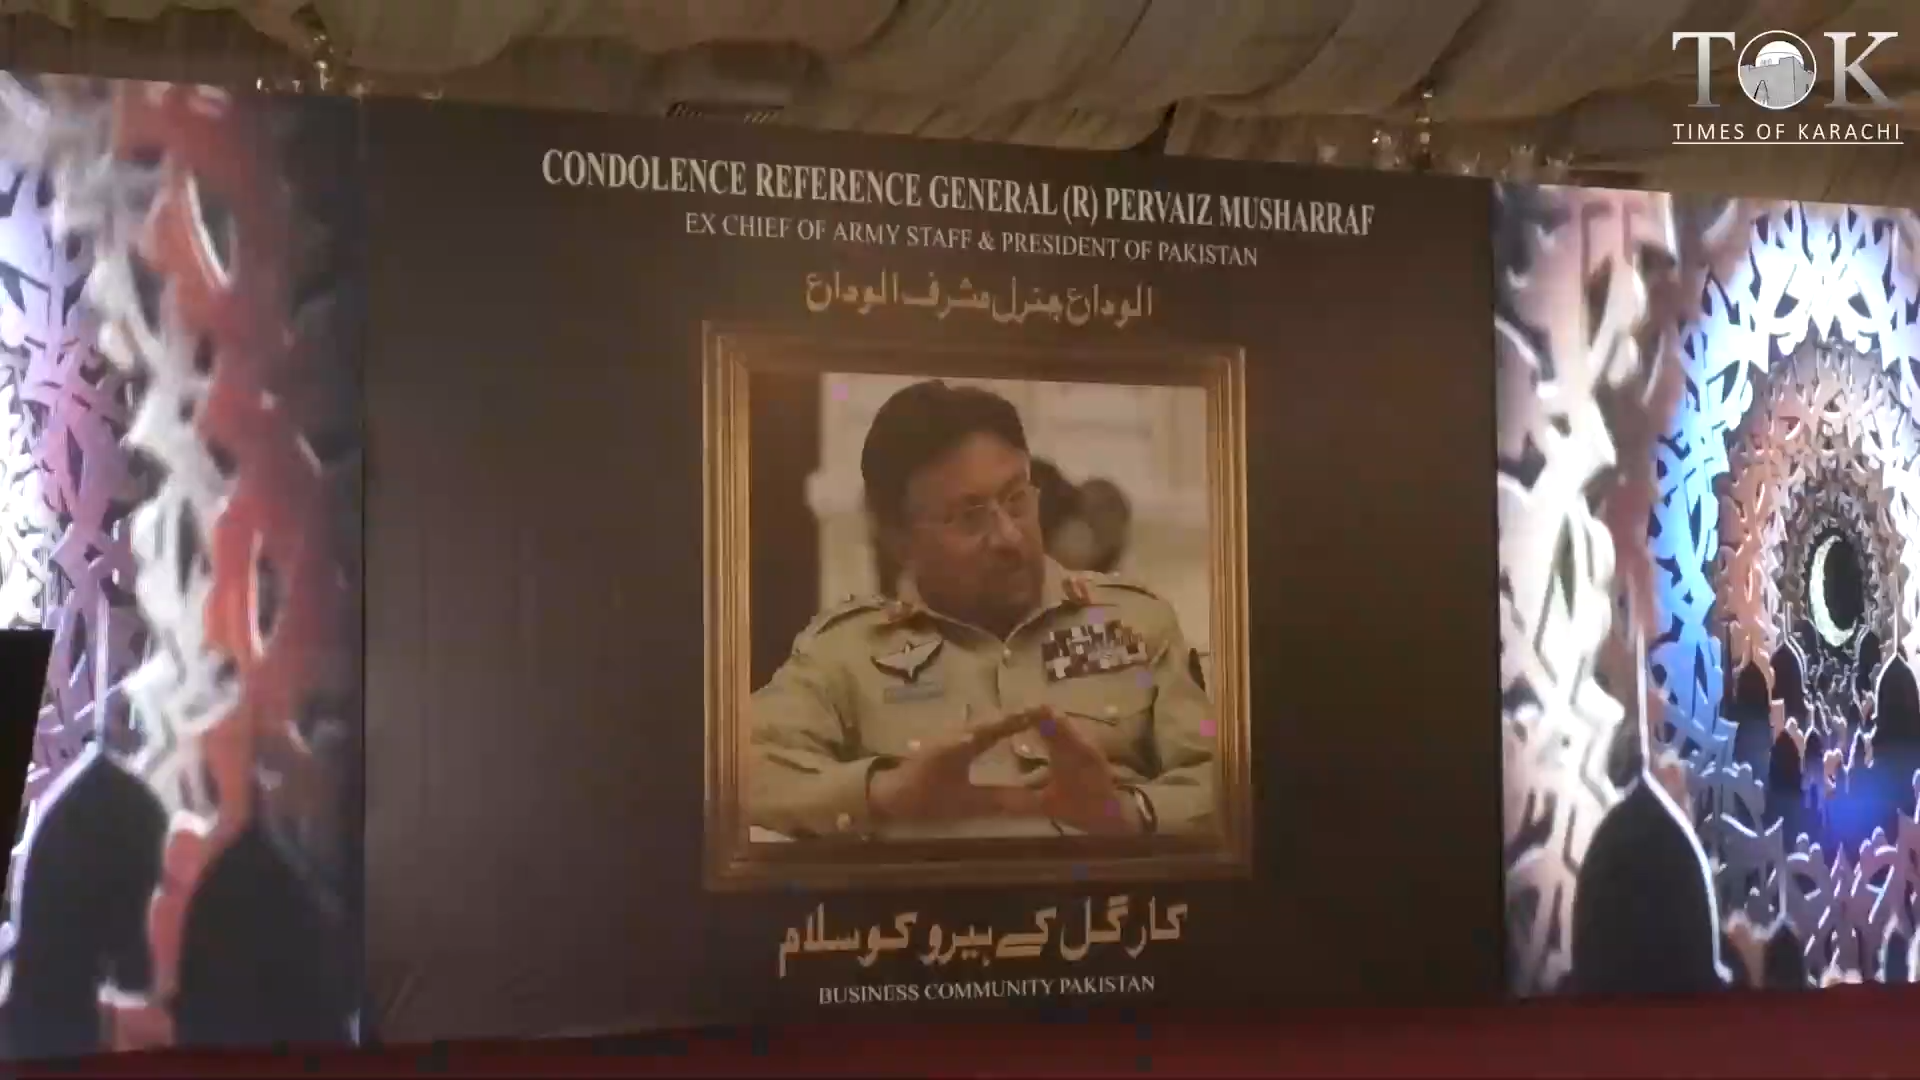 TOK
TIMES OF KARACHI
CONDOLENCE REFERENCE GENERAL (R) PERVAIZ MUSHARRAF
EX CHIEF OF ARMY STAFF & PRESIDENT OF PAKISTAN
الوداع جنرل مشرف الوداع
کارگل کے ہیرو کو سلام
BUSINESS COMMUNITY PAKISTAN